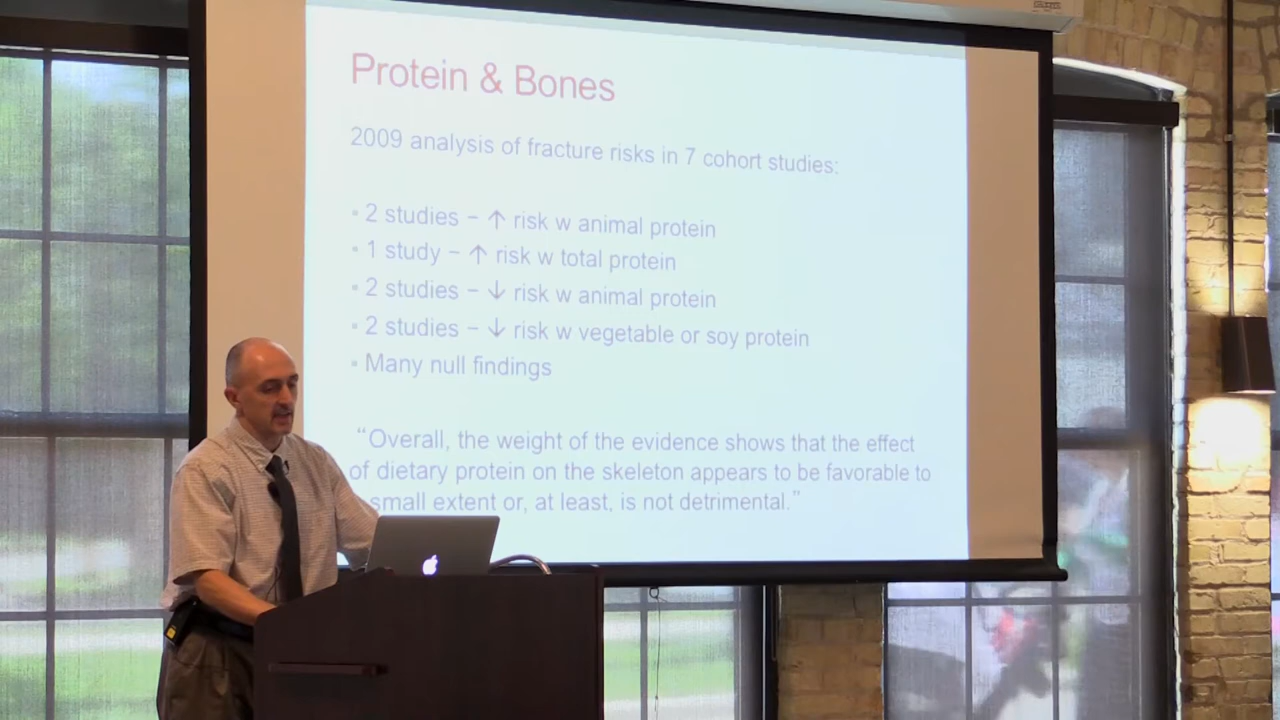 Protein & Bones
2009 analysis of fracture risks in 7 cohort studies:
• 2 studies – ↑ risk w animal protein
• 1 study – ↑ risk w total protein
• 2 studies – ↓ risk w animal protein
• 2 studies – ↓ risk w vegetable or soy protein
• Many null findings
“Overall, the weight of the evidence shows that the effect
of dietary protein on the skeleton appears to be favorable to
small extent or, at least, is not detrimental.”